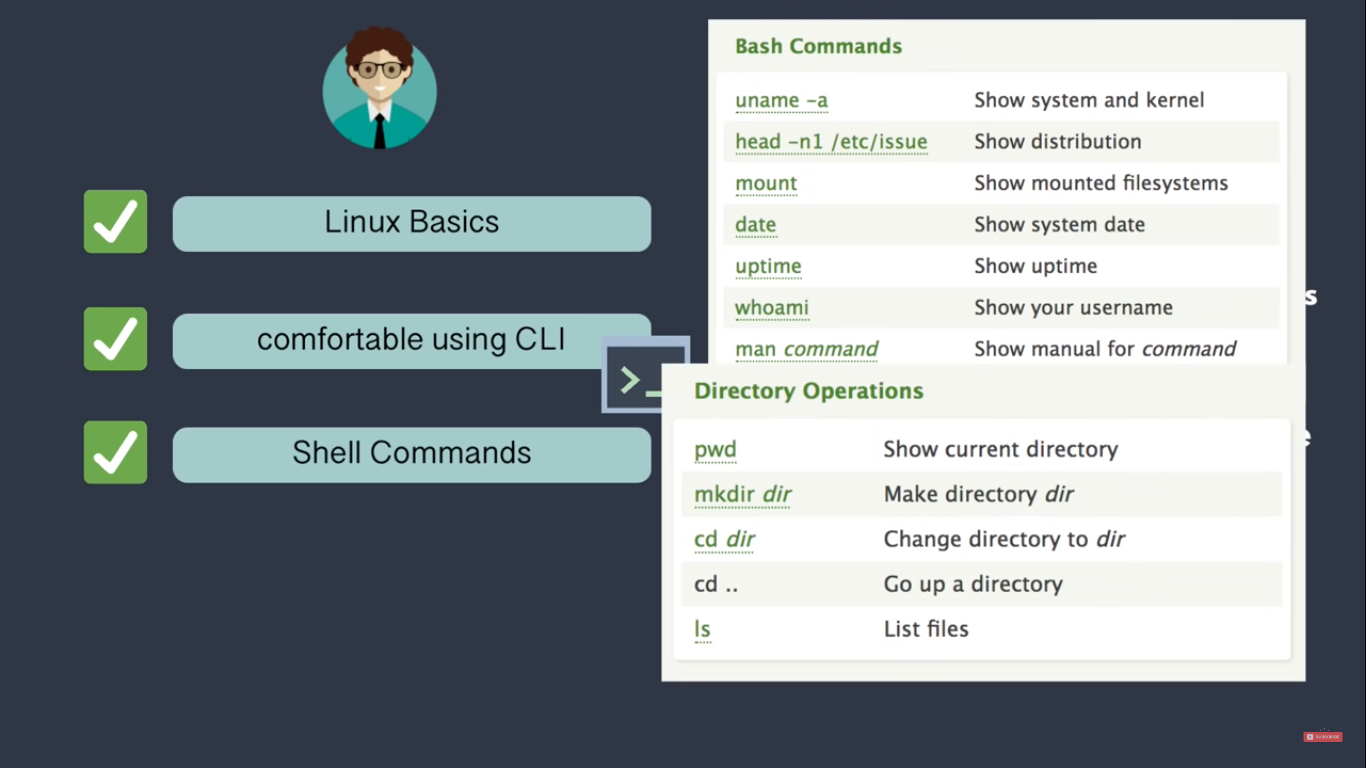 Linux Basics
comfortable using CLI
Shell Commands
>_
Bash Commands
uname -a Show system and kernel
head -n1 /etc/issue Show distribution
mount Show mounted filesystems
date Show system date
uptime Show uptime
whoami Show your username
man command Show manual for command
Directory Operations
pwd Show current directory
mkdir dir Make directory dir
cd dir Change directory to dir
cd .. Go up a directory
ls List files
SUBSCRIBE